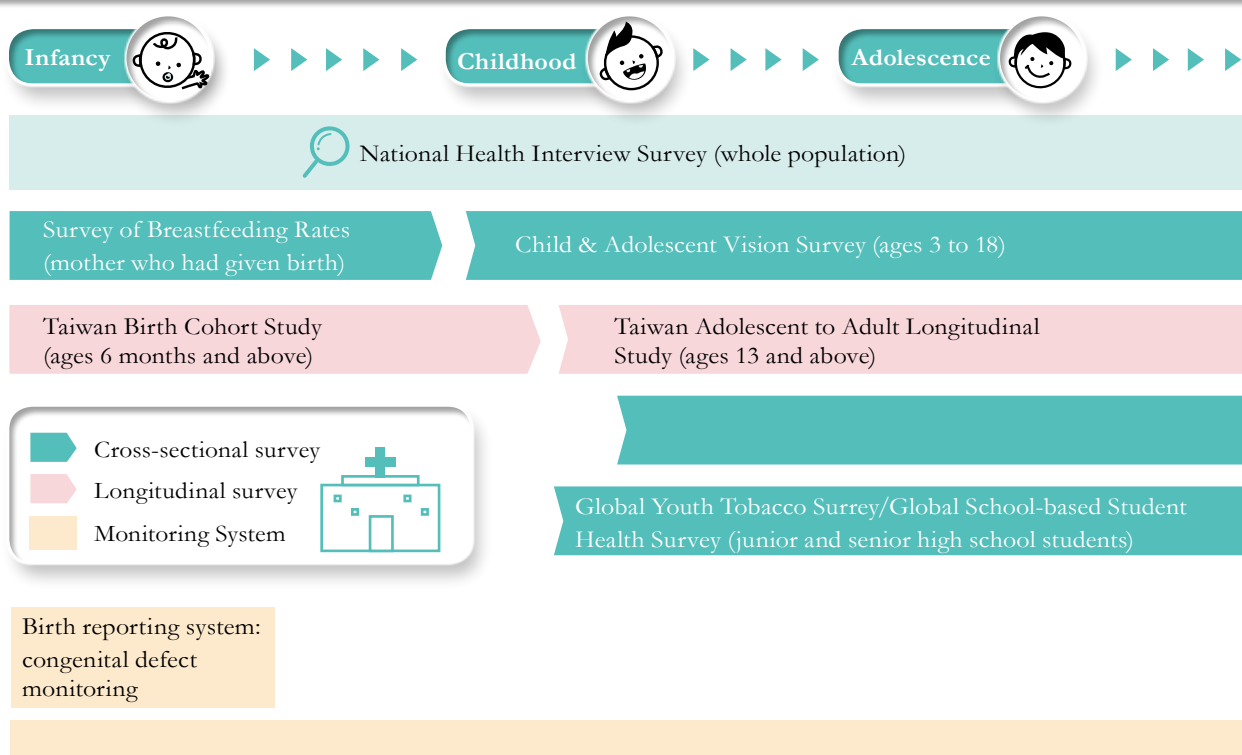 Infancy
Childhood
Adolescence
National Health Interview Survey (whole population)
Survey of Breastfeeding Rates
(mother who had given birth)
Child & Adolescent Vision Survey (ages 3 to 18)
Taiwan Birth Cohort Study
(ages 6 months and above)
Taiwan Adolescent to Adult Longitudinal
Study (ages 13 and above)
Cross-sectional survey
Longitudinal survey
Monitoring System
Global Youth Tobacco Surrey/Global School-based Student
Health Survey (junior and senior high school students)
Birth reporting system:
congenital defect
monitoring